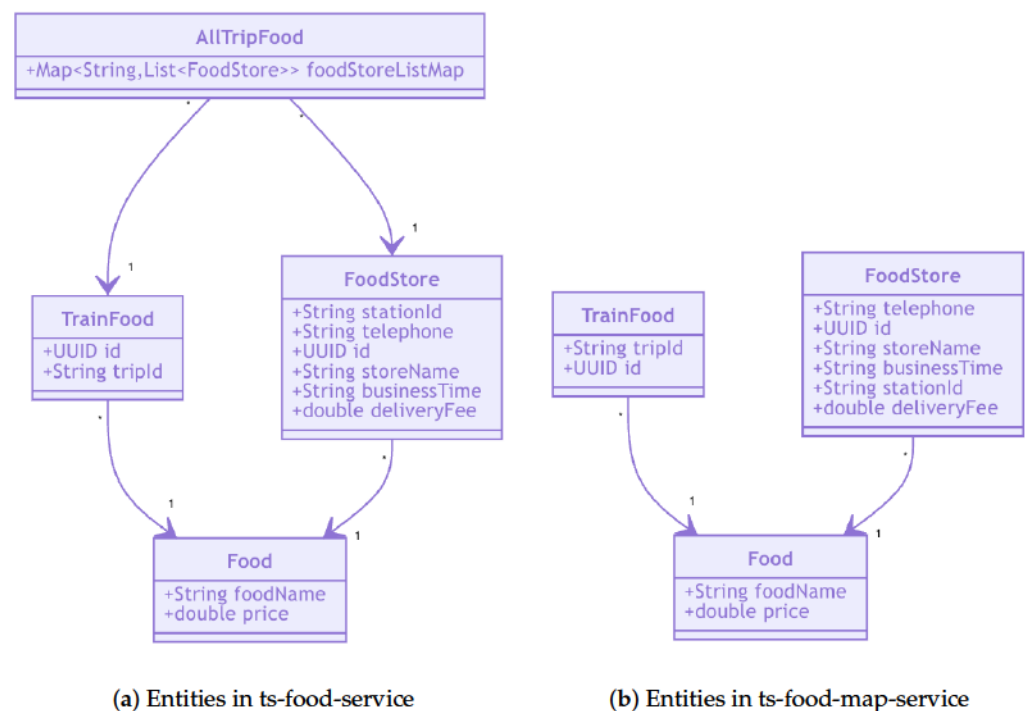 AllTripFood
+Map<String,List<FoodStore>> foodStoreListMap
*
*
1
1
TrainFood
+UUID id
+String tripId
FoodStore
+String stationId
+String telephone
+UUID id
+String storeName
+String businessTime
+double deliveryFee
*
*
1
1
Food
+String foodName
+double price
(a) Entities in ts-food-service
TrainFood
+String tripId
+UUID id
FoodStore
+String telephone
+UUID id
+String storeName
+String businessTime
+String stationId
+double deliveryFee
*
*
1
1
Food
+String foodName
+double price
(b) Entities in ts-food-map-service